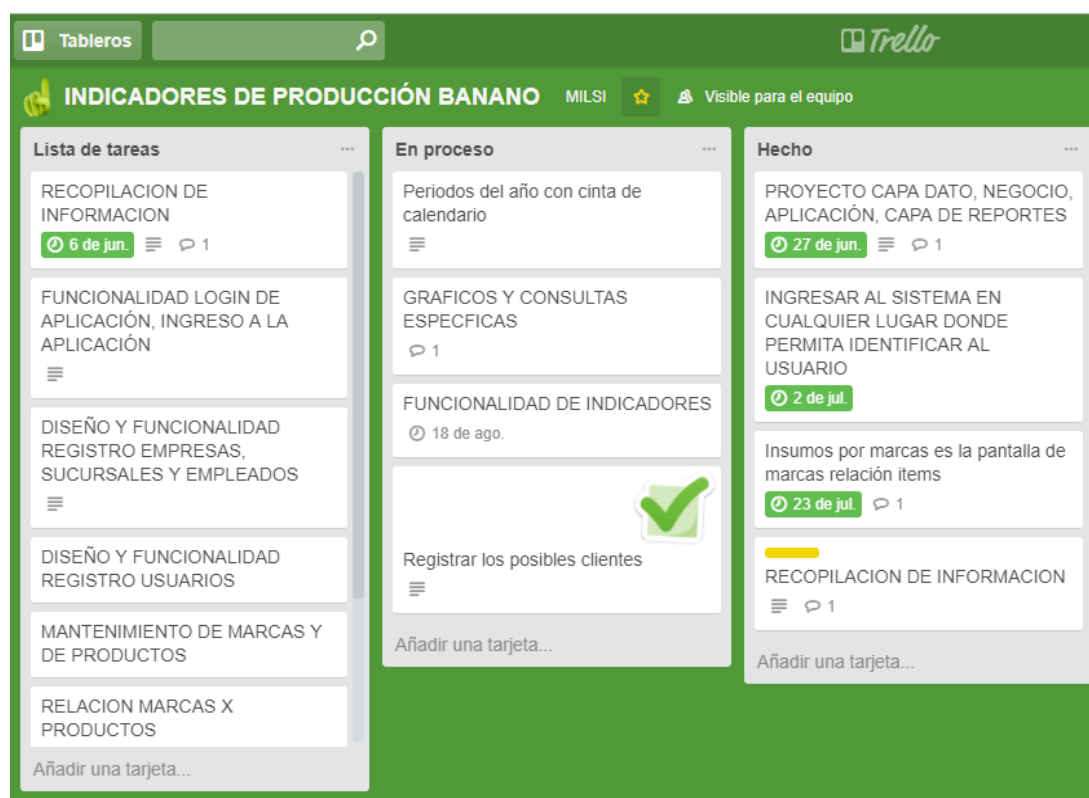 Tableros
Trello
INDICADORES DE PRODUCCIÓN BANANO MILSI Visible para el equipo
Lista de tareas
RECOPILACION DE
INFORMACION
6 de jun. 1
FUNCIONALIDAD LOGIN DE
APLICACIÓN, INGRESO A LA
APLICACIÓN
DISEÑO Y FUNCIONALIDAD
REGISTRO EMPRESAS,
SUCURSALES Y EMPLEADOS
DISEÑO Y FUNCIONALIDAD
REGISTRO USUARIOS
MANTENIMIENTO DE MARCAS Y
DE PRODUCTOS
RELACION MARCAS X
PRODUCTOS
Añadir una tarjeta...
En proceso
Periodos del año con cinta de
calendario
GRAFICOS Y CONSULTAS
ESPECFICAS
1
FUNCIONALIDAD DE INDICADORES
18 de ago.
Registrar los posibles clientes
Añadir una tarjeta...
Hecho
PROYECTO CAPA DATO, NEGOCIO,
APLICACIÓN, CAPA DE REPORTES
27 de jun. 1
INGRESAR AL SISTEMA EN
CUALQUIER LUGAR DONDE
PERMITA IDENTIFICAR AL
USUARIO
2 de jul.
Insumos por marcas es la pantalla de
marcas relación items
23 de jul. 1
RECOPILACION DE INFORMACION
1
Añadir una tarjeta...